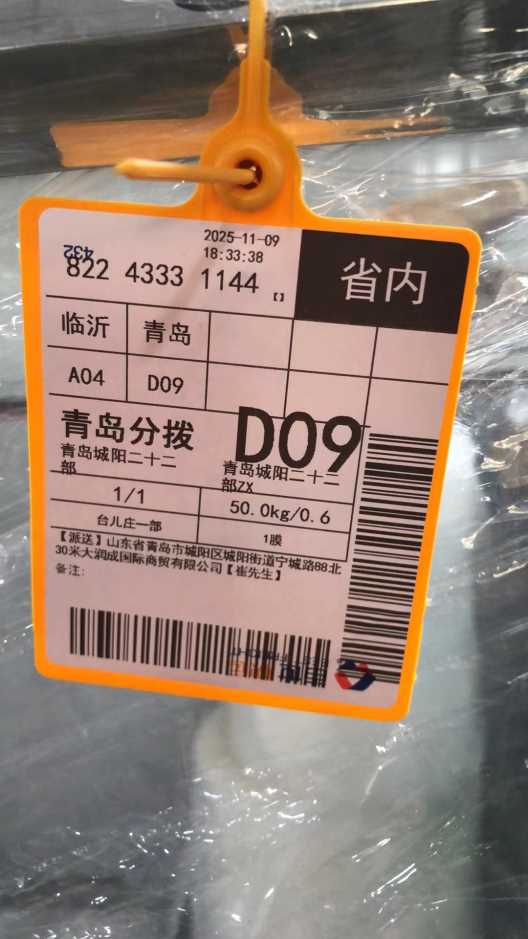 2025-11-09
18:33:38
432
822 4333 1144 【】
省内
临沂 青岛
A04 D09
青岛分拨 D09
青岛城阳二十二部 青岛城阳二十二部ZX
1/1 50.0kg/0.6
台儿庄一部 1膜
【派送】山东省青岛市城阳区城阳街道宁城路88号北
30米大润成国际商贸有限公司【崔先生】
备注: